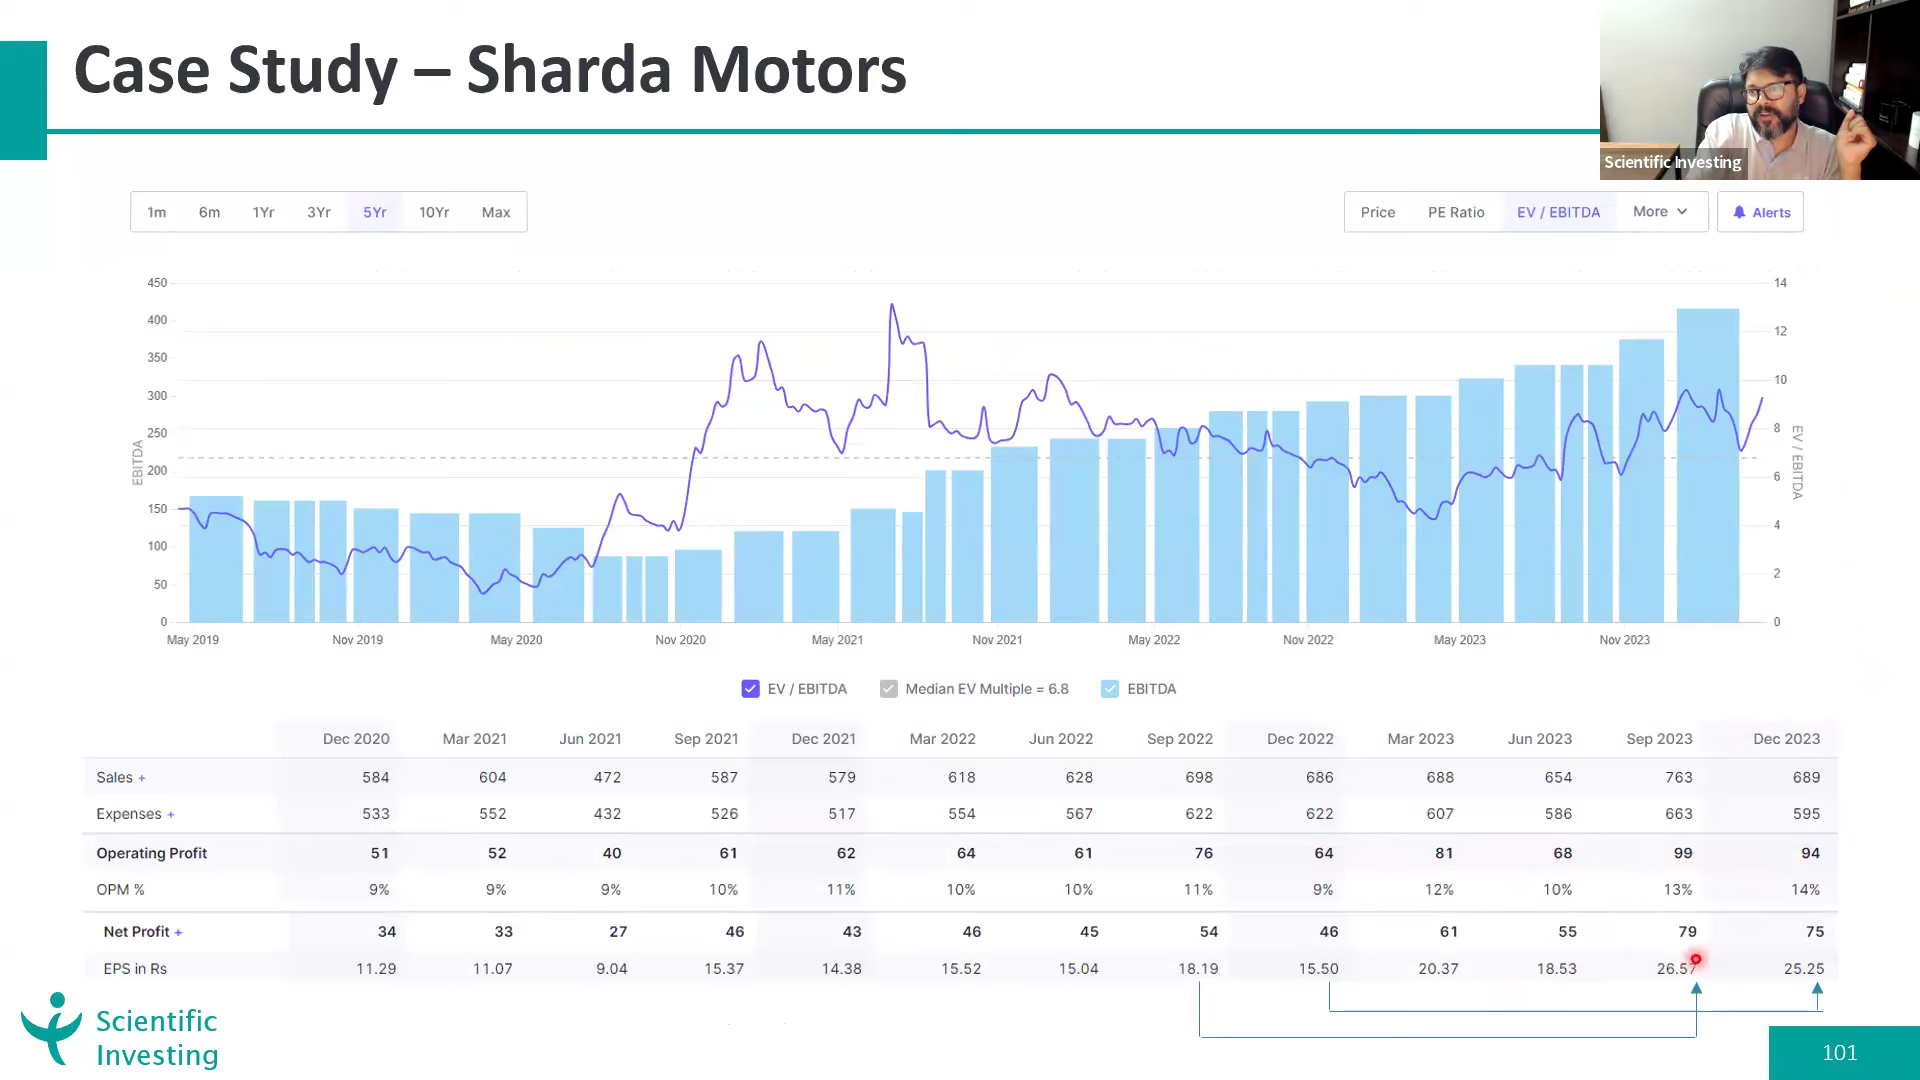 Case Study – Sharda Motors
Scientific Investing
1m 6m 1Yr 3Yr 5Yr 10Yr Max
Price PE Ratio EV / EBITDA More Alerts
450 14
400 12
350
300 10
250 8
200 6
150
100 4
50 2
0 0
EBITDA
EV / EBITDA
May 2019 Nov 2019 May 2020 Nov 2020 May 2021 Nov 2021 May 2022 Nov 2022 May 2023 Nov 2023
EV / EBITDA Median EV Multiple = 6.8 EBITDA
Dec 2020 Mar 2021 Jun 2021 Sep 2021 Dec 2021 Mar 2022 Jun 2022 Sep 2022 Dec 2022 Mar 2023 Jun 2023 Sep 2023 Dec 2023
Sales + 584 604 472 587 579 618 628 698 686 688 654 763 689
Expenses + 533 552 432 526 517 554 567 622 622 607 586 663 595
Operating Profit 51 52 40 61 62 64 61 76 64 81 68 99 94
OPM % 9% 9% 9% 10% 11% 10% 10% 11% 9% 12% 10% 13% 14%
Net Profit + 34 33 27 46 43 46 45 54 46 61 55 79 75
EPS in Rs 11.29 11.07 9.04 15.37 14.38 15.52 15.04 18.19 15.50 20.37 18.53 26.57 25.25
Scientific
Investing
101